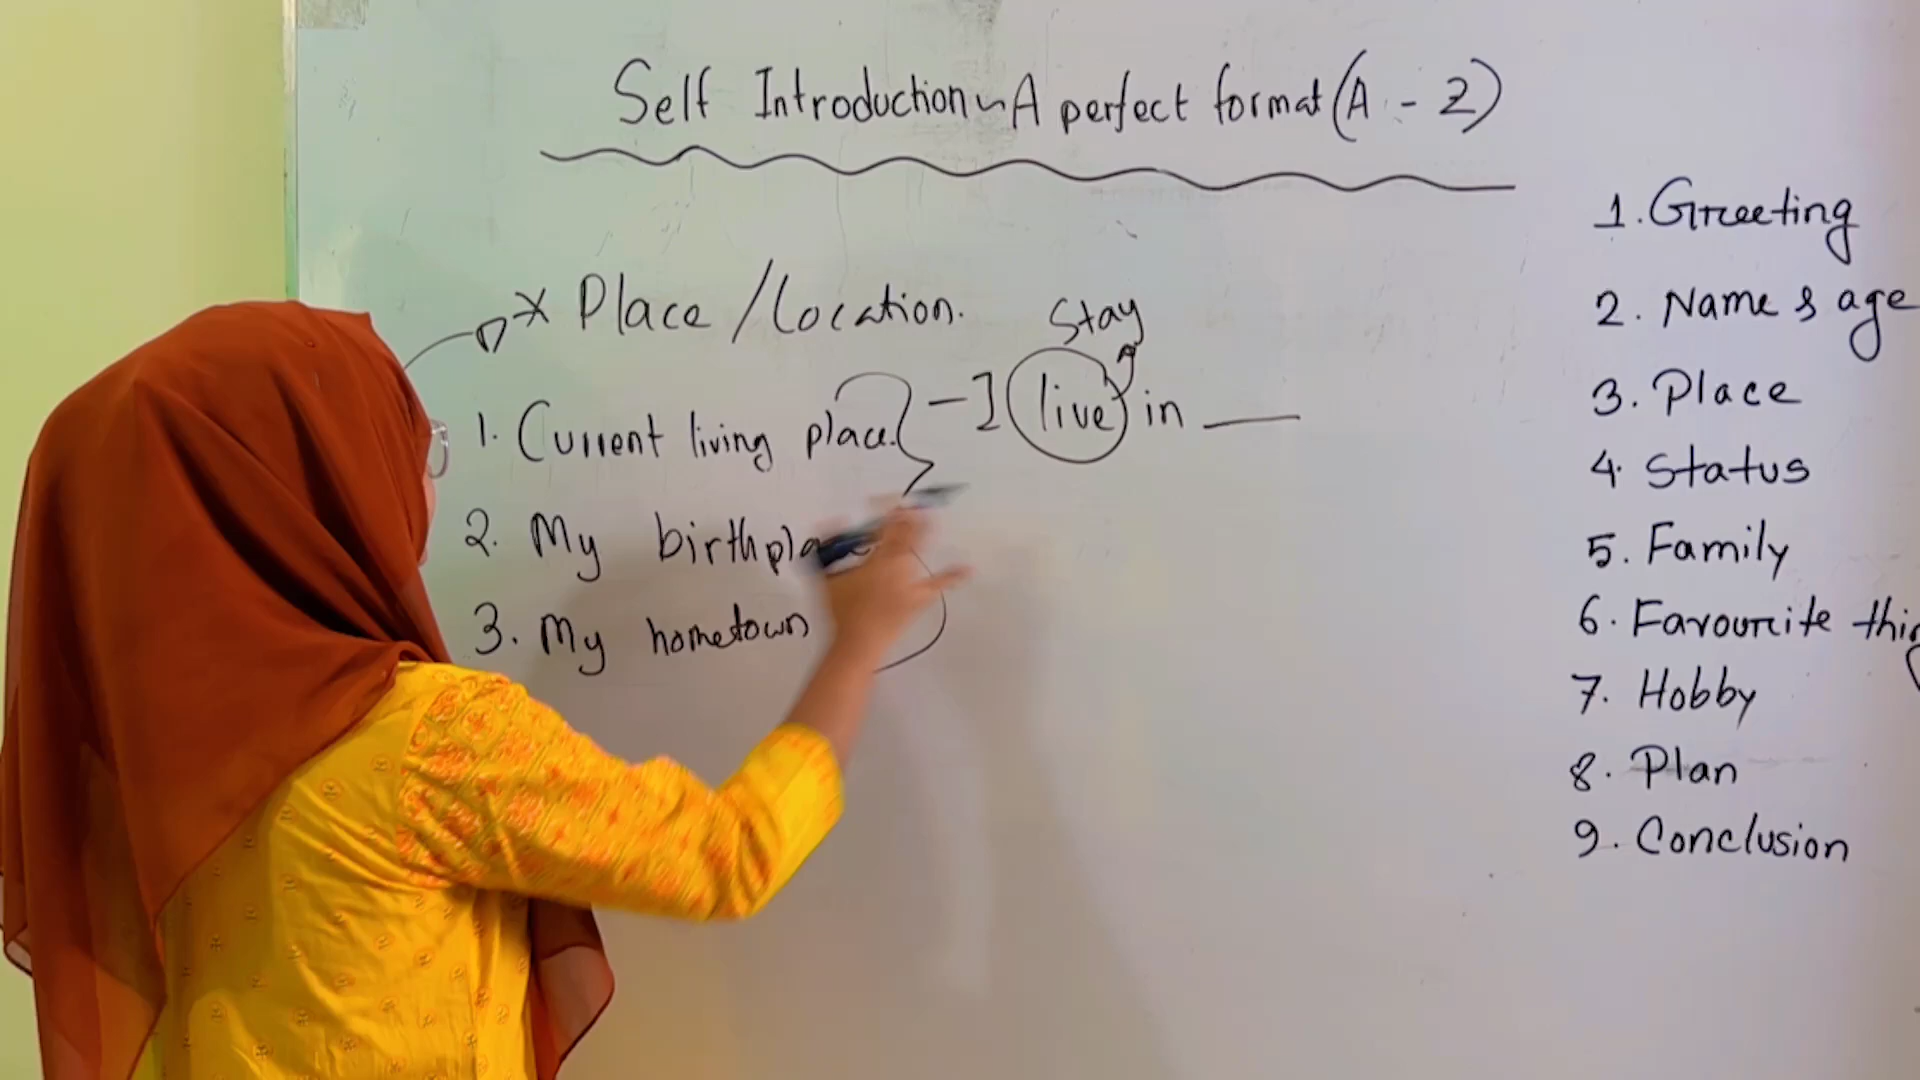 Self Introduction ~ A perfect format (A - Z)
* Place / Location.
Stay
1. Current living place. - I live in ___
2. My birthplace
3. My hometown
1. Greeting
2. Name & age
3. Place
4. Status
5. Family
6. Favourite
7. Hobby
8. Plan
9. Conclusion